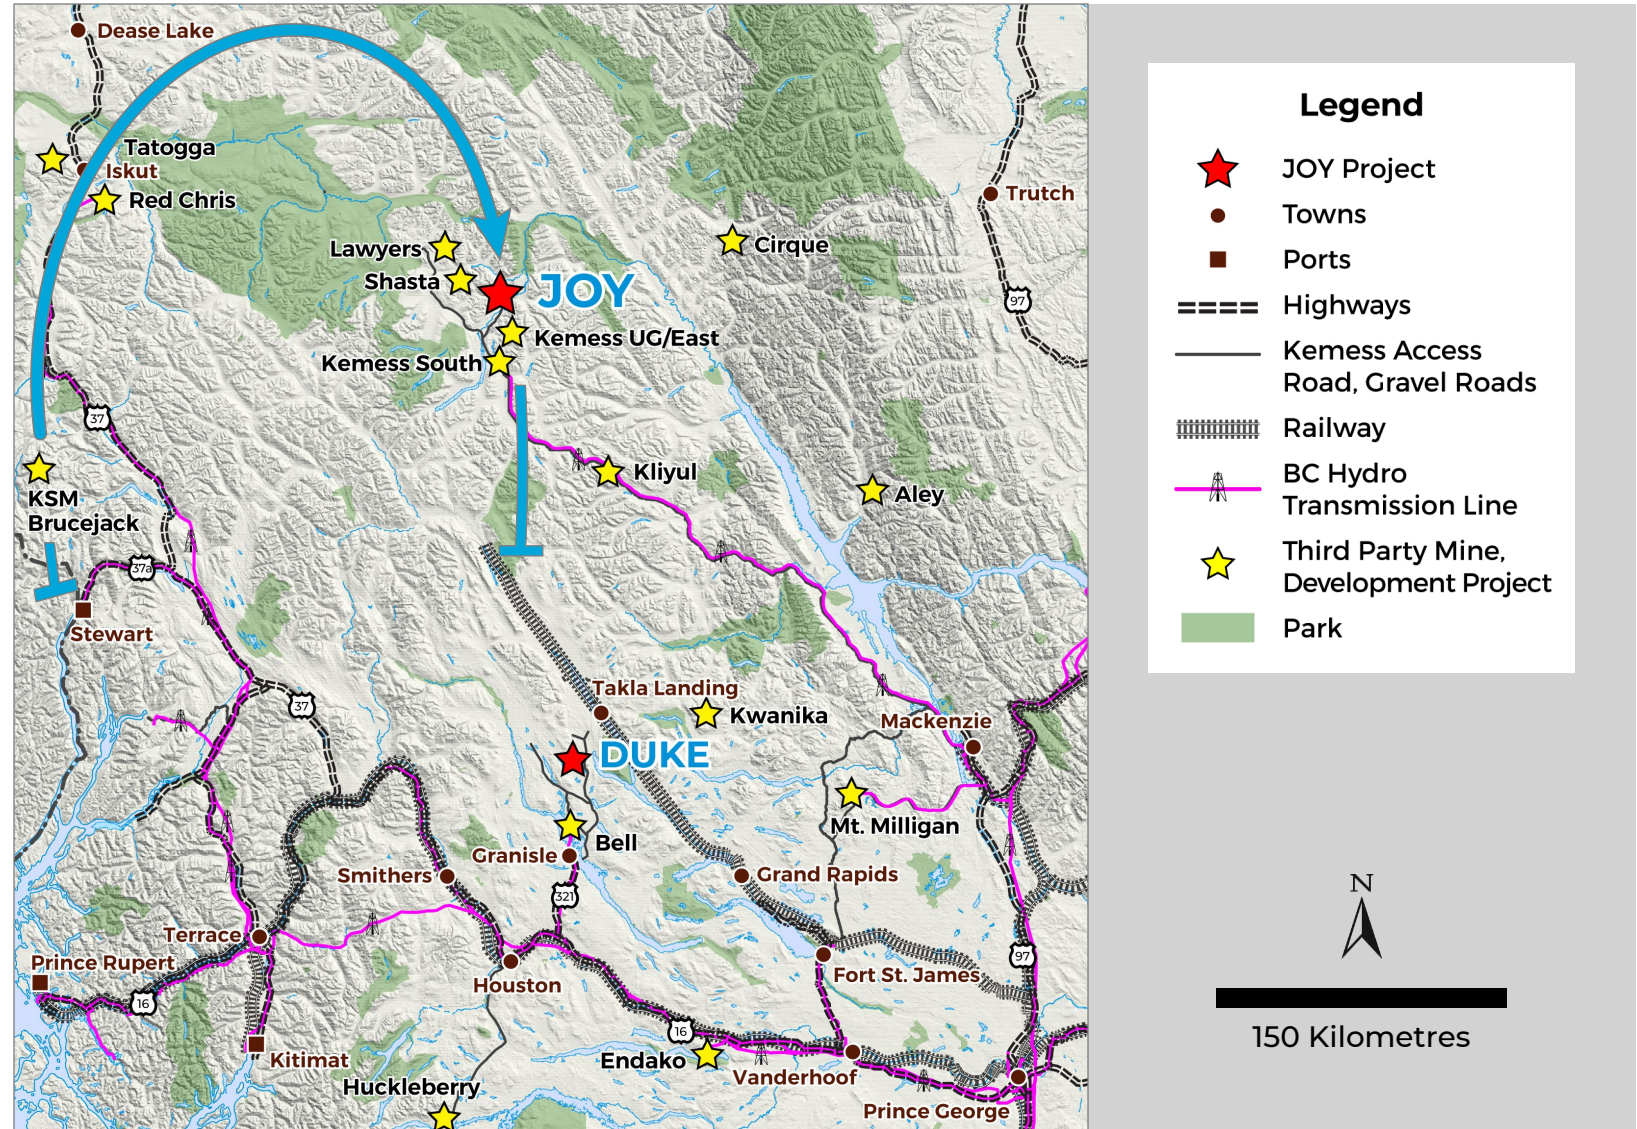 Dease Lake
Tatogga
Iskut
Red Chris
Trutch
Lawyers
Cirque
Shasta
JOY
97
Kemess UG/East
Kemess South
37
Kliyul
KSM
Brucejack
Aley
37a
Stewart
Takla Landing
37
Kwanika
Mackenzie
DUKE
Mt. Milligan
Bell
Granisle
Smithers
Grand Rapids
321
Terrace
Prince Rupert
97
Fort St. James
Houston
16
16
Kitimat
Endako
Vanderhoof
Huckleberry
Prince George
Legend
JOY Project
Towns
Ports
Highways
Kemess Access
Road, Gravel Roads
Railway
BC Hydro
Transmission Line
Third Party Mine,
Development Project
Park
N
150 Kilometres